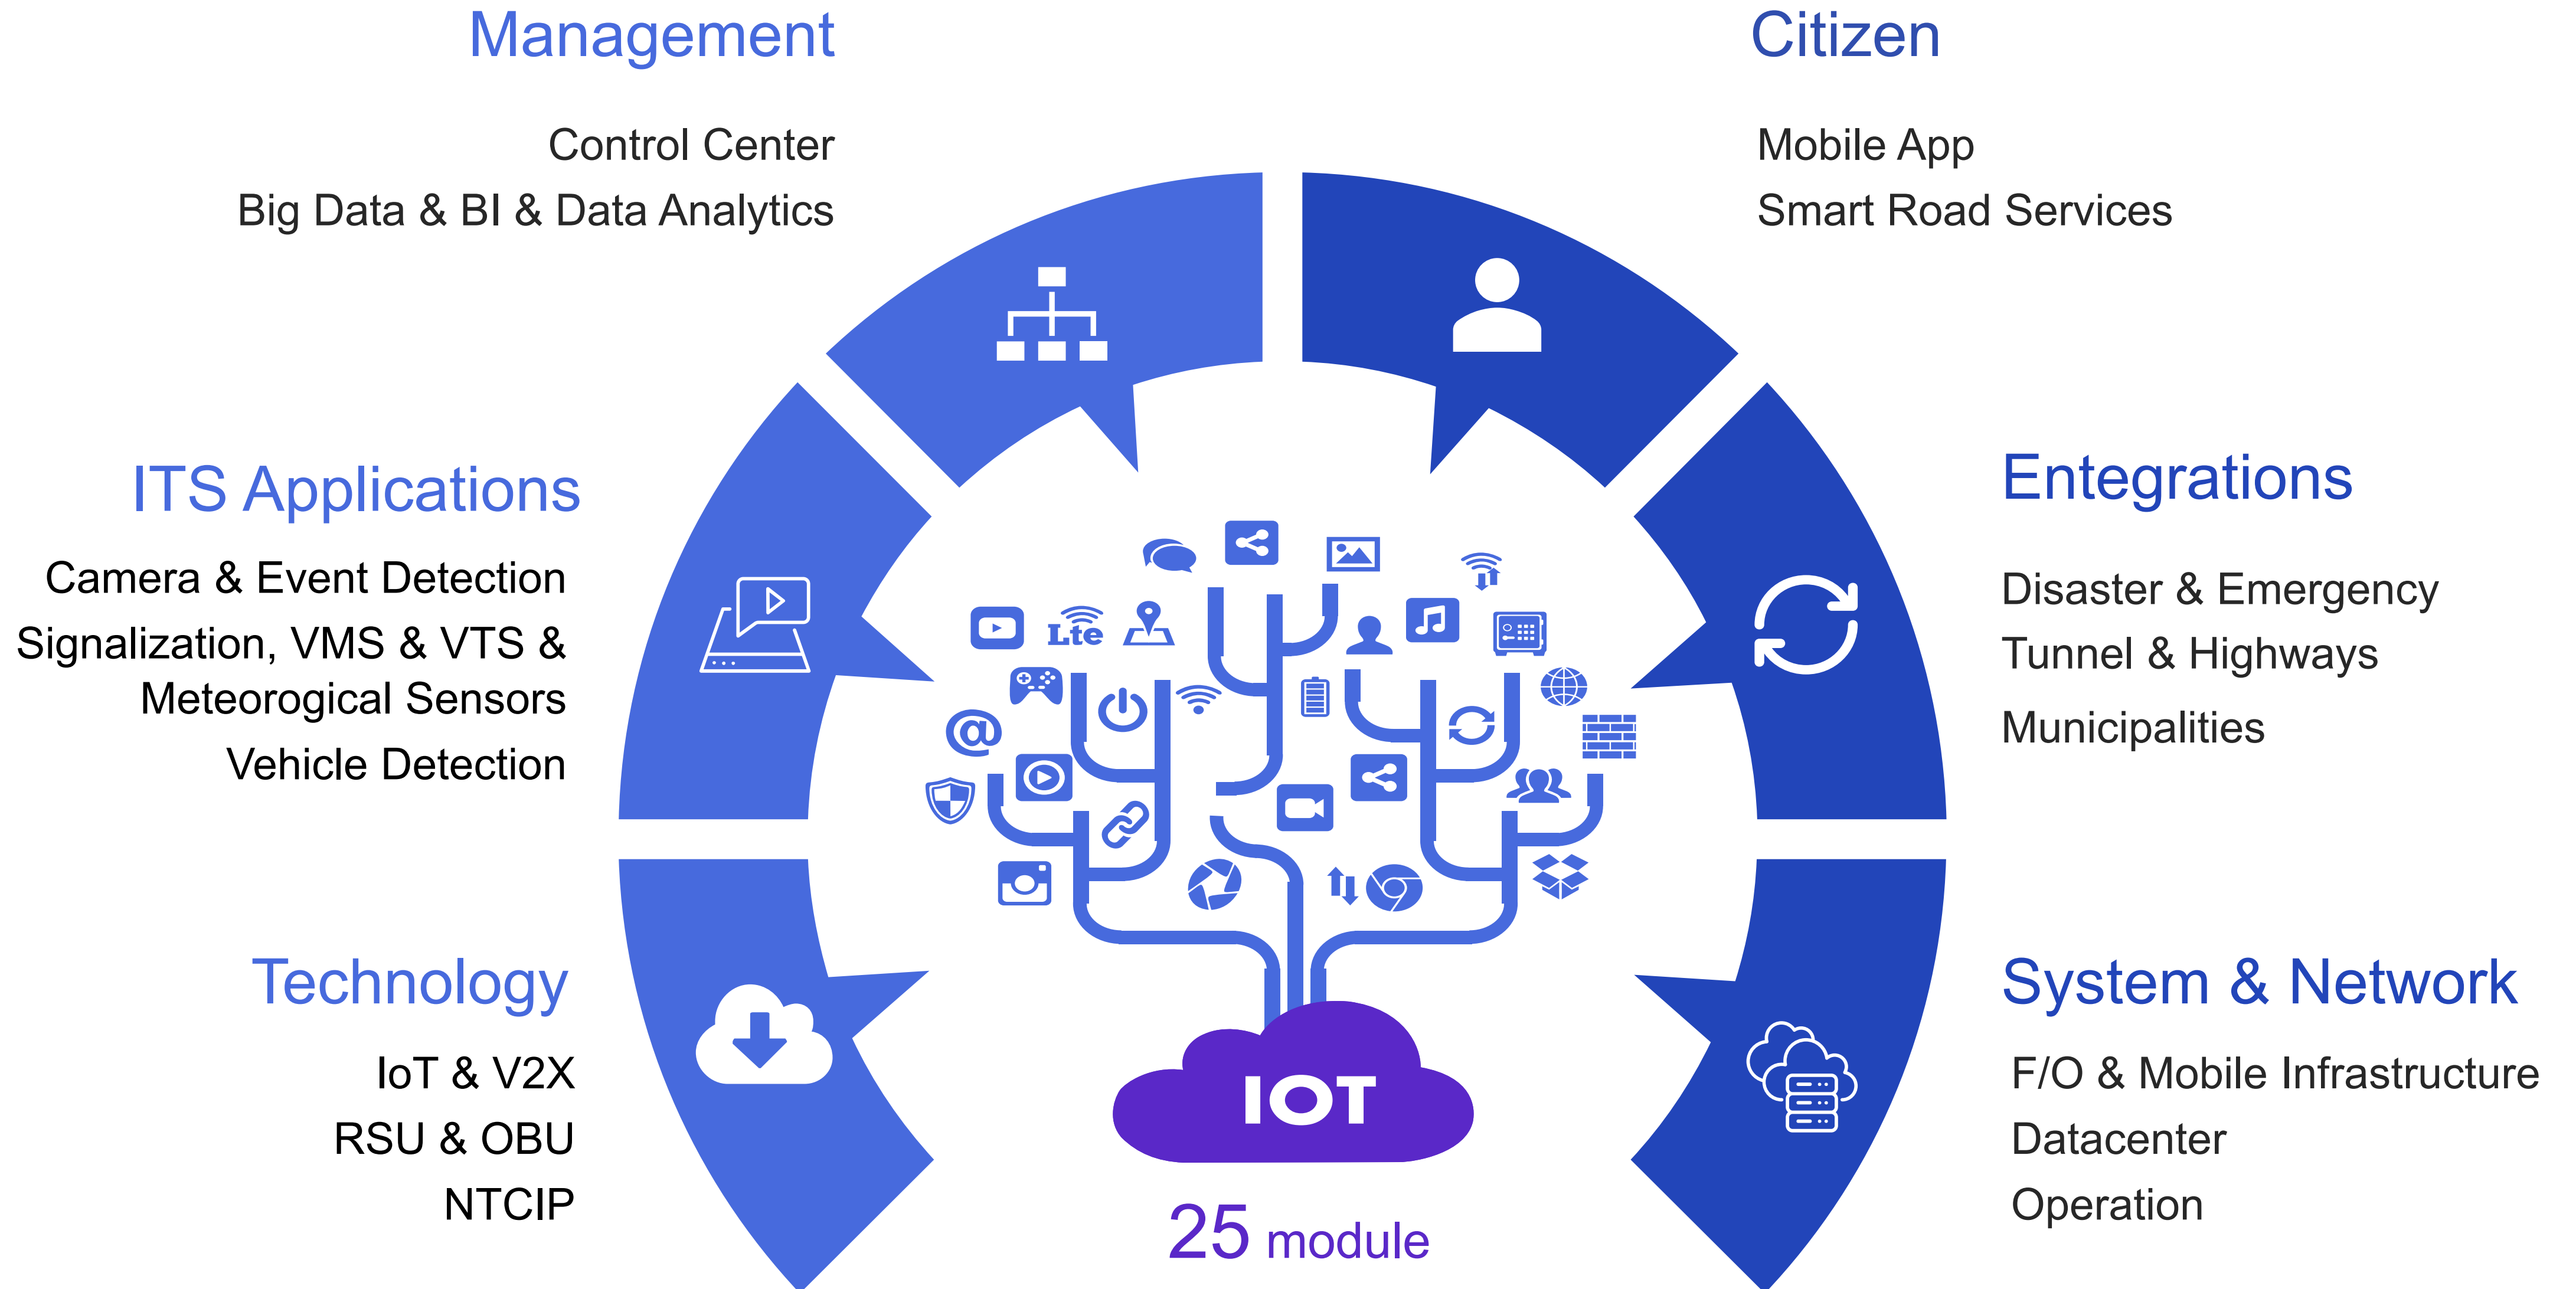 Management
Control Center
Big Data & BI & Data Analytics
Citizen
Mobile App
Smart Road Services
ITS Applications
Camera & Event Detection
Signalization, VMS & VTS &
Meteorogical Sensors
Vehicle Detection
Entegrations
Disaster & Emergency
Tunnel & Highways
Municipalities
Technology
IoT & V2X
RSU & OBU
NTCIP
System & Network
F/O & Mobile Infrastructure
Datacenter
Operation
Lte
@
IOT
25 module